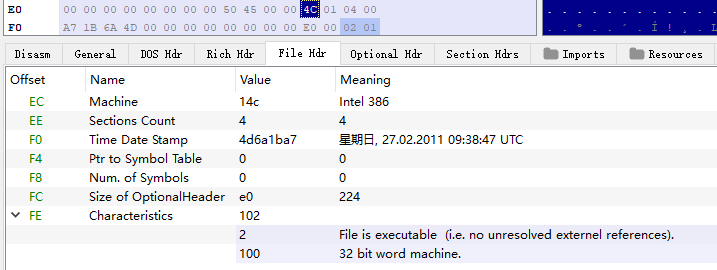 E0 00 00 00 00 00 00 00 00 50 45 00 00 4C 01 04 00
F0 A7 1B 6A 4D 00 00 00 00 00 00 00 00 E0 00 02 01
Disasm General DOS Hdr Rich Hdr File Hdr Optional Hdr Section Hdrs Imports Resources
Offset Name Value Meaning
EC Machine 14c Intel 386
EE Sections Count 4 4
F0 Time Date Stamp 4d6a1ba7 星期日, 27.02.2011 09:38:47 UTC
F4 Ptr to Symbol Table 0 0
F8 Num. of Symbols 0 0
FC Size of OptionalHeader e0 224
FE Characteristics 102
2 File is executable (i.e. no unresolved externel references).
100 32 bit word machine.